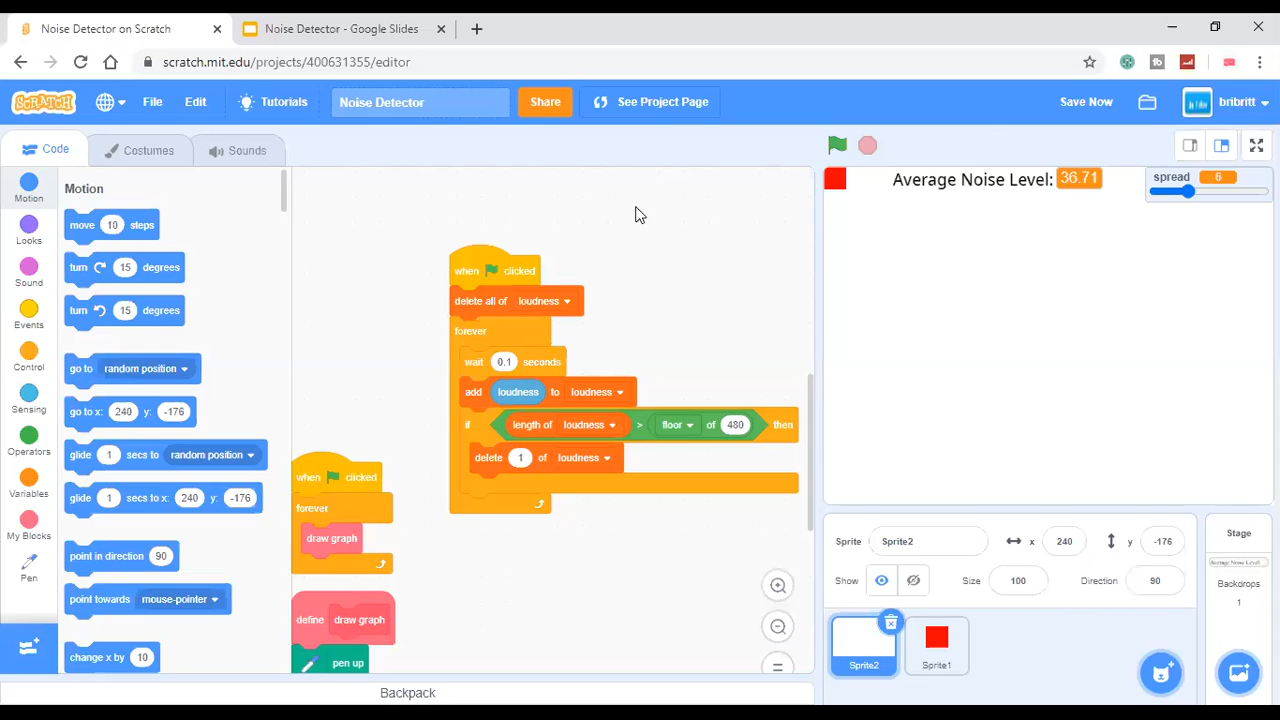 Noise Detector on Scratch
Noise Detector - Google Slides
scratch.mit.edu/projects/400631355/editor
SCRATCH
File
Edit
Tutorials
Noise Detector
Share
See Project Page
Save Now
bribritt
Code
Costumes
Sounds
Motion
Looks
Sound
Events
Control
Sensing
Operators
Variables
My Blocks
Pen
Motion
move 10 steps
turn 15 degrees
turn 15 degrees
go to random position
go to x: 240 y: -176
glide 1 secs to random position
glide 1 secs to x: 240 y: -176
point in direction 90
point towards mouse-pointer
change x by 10
when clicked
delete all of loudness
forever
wait 0.1 seconds
add loudness to loudness
if length of loudness > floor of 480 then
delete 1 of loudness
when clicked
forever
draw graph
define draw graph
pen up
Average Noise Level: 36.71
spread 6
Sprite Sprite2
x 240
y -176
Show
Size 100
Direction 90
Sprite2
Sprite1
Stage
Average Noise Level:
Backdrops
1
Backpack